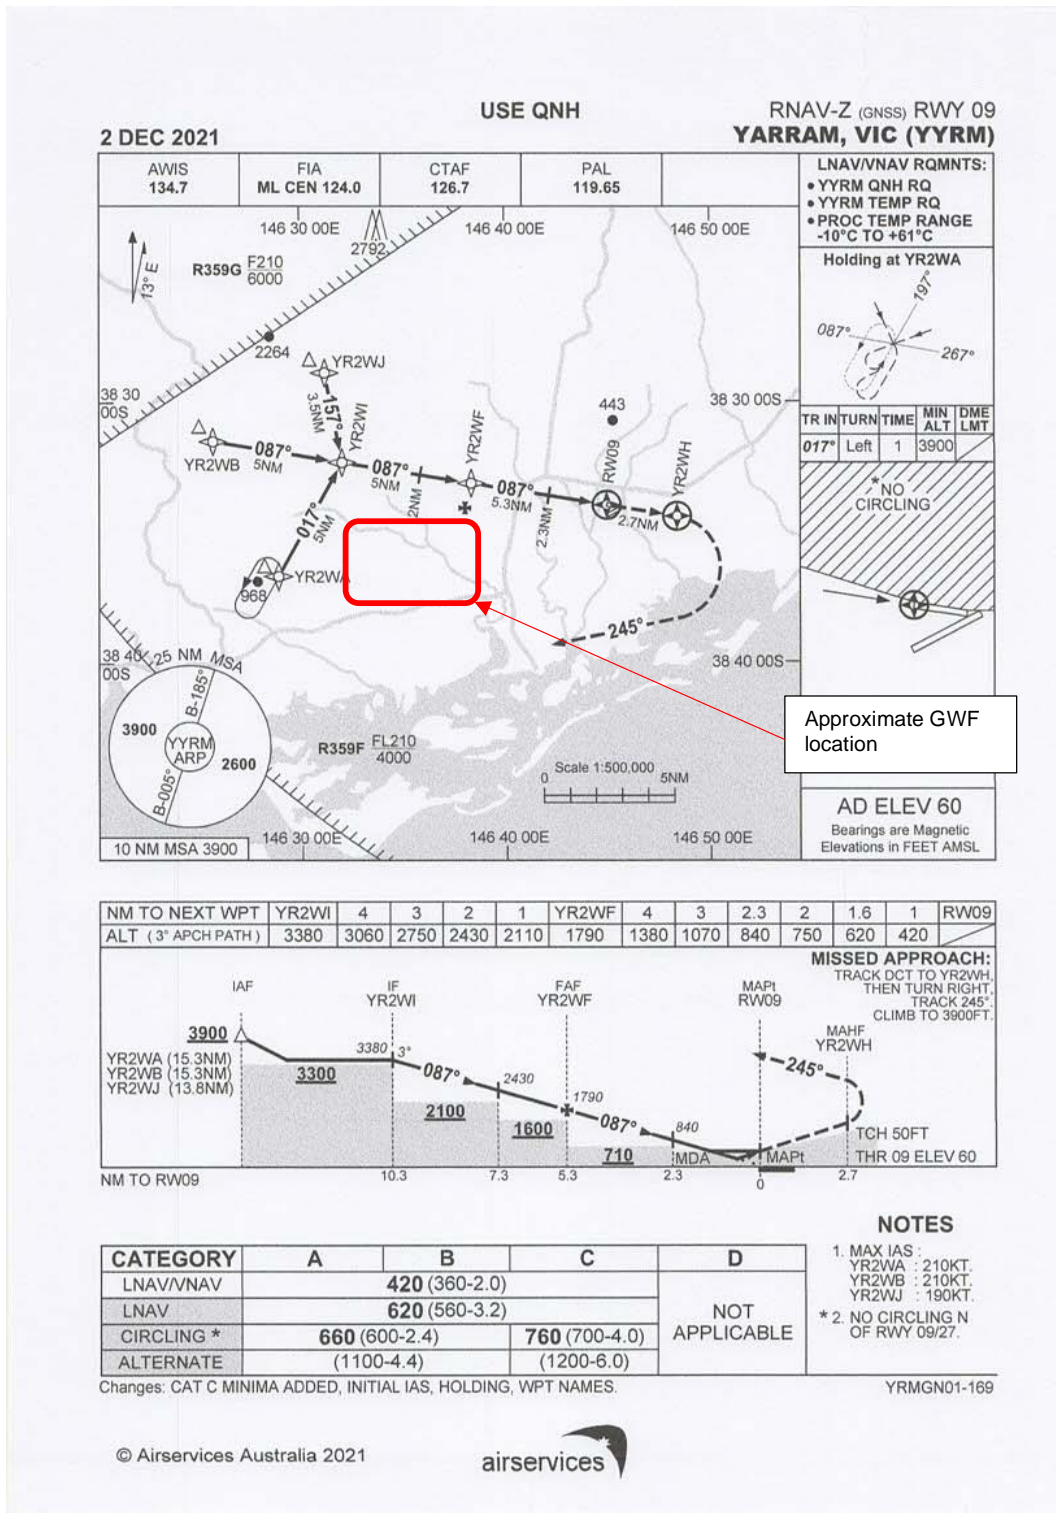 USE QNH
RNAV-Z (GNSS) RWY 09
2 DEC 2021
YARRAM, VIC (YYRM)
AWIS
134.7
FIA
ML CEN 124.0
CTAF
126.7
PAL
119.65
LNAV/VNAV RQMNTS:
• YYRM QNH RQ
• YYRM TEMP RQ
• PROC TEMP RANGE
-10°C TO +61°C
146 30 00E
146 40 00E
146 50 00E
2792
R359G F210
6000
13° E
2264
Holding at YR2WA
197°
087°
267°
YR2WJ
157°
3.5NM
YR2WI
38 30
00S
38 30 00S
443
YR2WB
087°
5NM
087°
5NM
2NM
YR2WF
087°
5.3NM
2.3NM
RW09
2.7NM
YR2WH
017°
5NM
YR2WA
968
245°
TR IN TURN TIME MIN ALT DME LMT
017° Left 1 3900
*NO
CIRCLING
38 40
00S
38 40 00S
25 NM MSA
B-185°
3900
YYRM
ARP
2600
B-005°
10 NM MSA 3900
R359F FL210
4000
Scale 1:500,000
0 5NM
146 30 00E
146 40 00E
146 50 00E
Approximate GWF
location
AD ELEV 60
Bearings are Magnetic
Elevations in FEET AMSL
NM TO NEXT WPT YR2WI 4 3 2 1 YR2WF 4 3 2.3 2 1.6 1 RW09
ALT (3° APCH PATH) 3380 3060 2750 2430 2110 1790 1380 1070 840 750 620 420
MISSED APPROACH:
TRACK DCT TO YR2WH,
THEN TURN RIGHT,
TRACK 245°.
CLIMB TO 3900FT.
IAF
IF
YR2WI
FAF
YR2WF
MAPt
RW09
MAHF
YR2WH
3900
YR2WA (15.3NM)
YR2WB (15.3NM)
YR2WJ (13.8NM)
3380
3°
087°
2430
1790
087°
840
245°
3300
2100
1600
710
MDA
MAPt
TCH 50FT
THR 09 ELEV 60
NM TO RW09
10.3
7.3
5.3
2.3
0
2.7
CATEGORY A B C D
LNAV/VNAV 420 (360-2.0)
LNAV 620 (560-3.2)
CIRCLING * 660 (600-2.4) 760 (700-4.0)
ALTERNATE (1100-4.4) (1200-6.0)
NOT
APPLICABLE
NOTES
1. MAX IAS :
YR2WA : 210KT.
YR2WB : 210KT.
YR2WJ : 190KT.
* 2. NO CIRCLING N
OF RWY 09/27.
Changes: CAT C MINIMA ADDED, INITIAL IAS, HOLDING, WPT NAMES.
YRMGN01-169
© Airservices Australia 2021
airservices